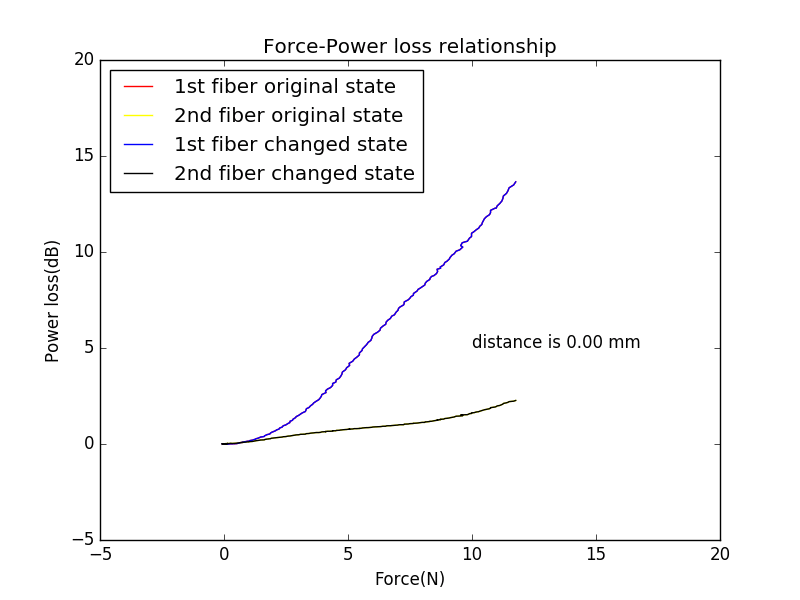 Force-Power loss relationship
1st fiber original state
2nd fiber original state
1st fiber changed state
2nd fiber changed state
20
15
10
5
0
−5
Power loss(dB)
distance is 0.00 mm
−5 0 5 10 15 20
Force(N)